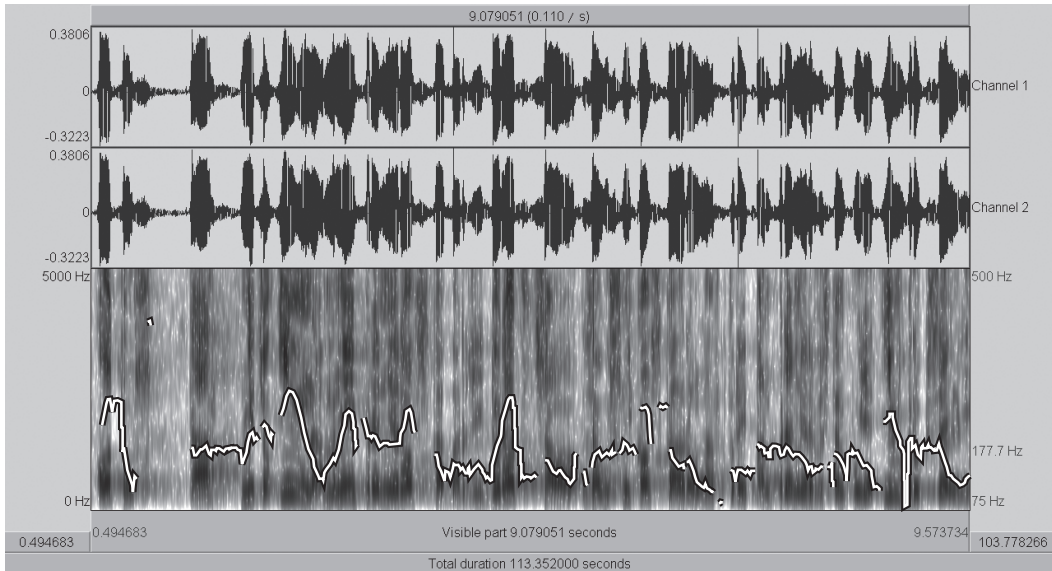 9.079051 (0.110 / s)
0.3806
0
-0.3223
Channel 1
0.3806
0
-0.3223
Channel 2
5000 Hz
500 Hz
177.7 Hz
0 Hz
75 Hz
0.494683
0.494683
Visible part 9.079051 seconds
9.573734
103.778266
Total duration 113.352000 seconds